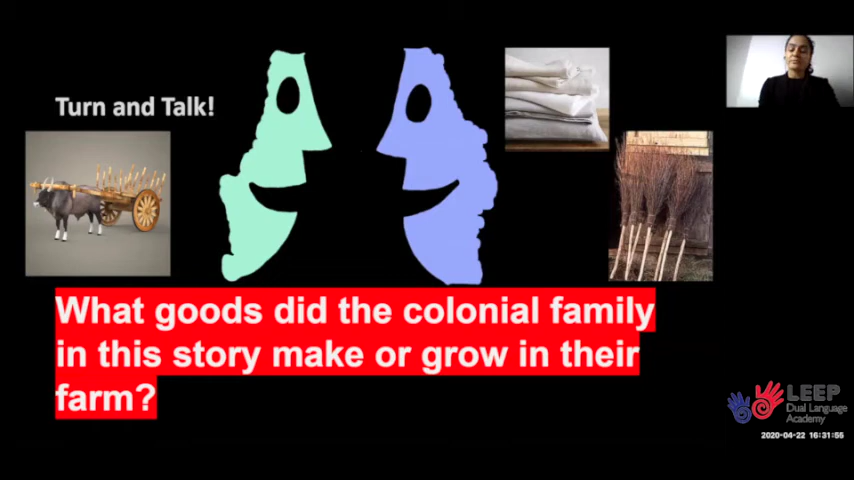 Turn and Talk!
What goods did the colonial family
in this story make or grow in their
farm?
LEEP
Dual Language
Academy
2020-04-22 16:31:55